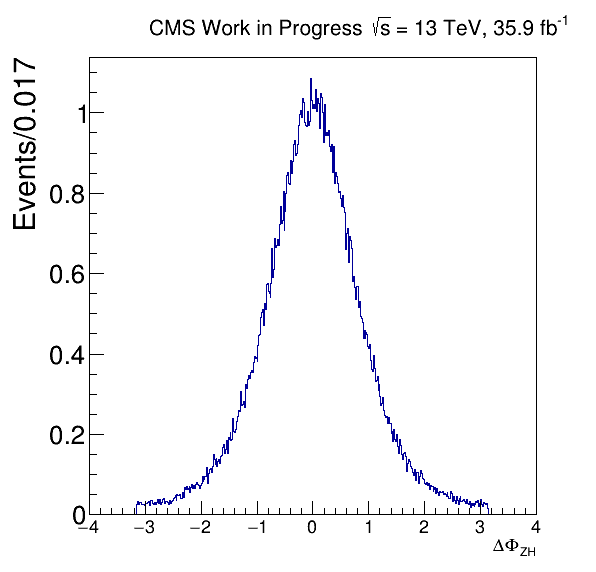 CMS Work in Progress √s = 13 TeV, 35.9 fb⁻¹
Events/0.017
1
0.8
0.6
0.4
0.2
0
−4 −3 −2 −1 0 1 2 3 4
ΔΦ_ZH